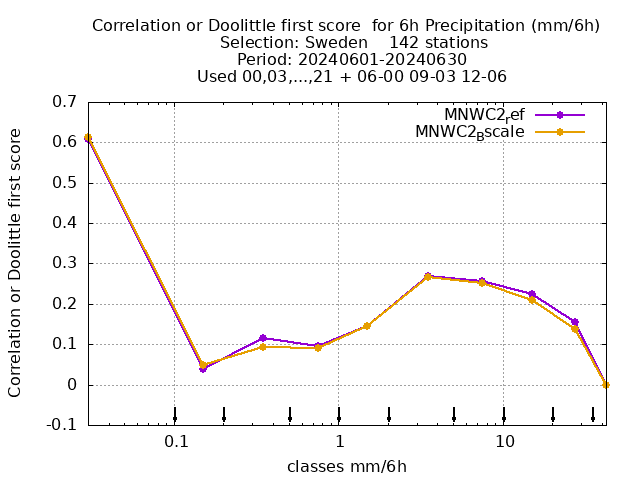 Correlation or Doolittle first score  for 6h Precipitation (mm/6h)
Selection: Sweden    142 stations
Period: 20240601-20240630
Used 00,03,...,21 + 06-00 09-03 12-06
MNWC2_ref
MNWC2_Bscale
Correlation or Doolittle first score
0.7
0.6
0.5
0.4
0.3
0.2
0.1
0
-0.1
0.1
1
10
classes mm/6h